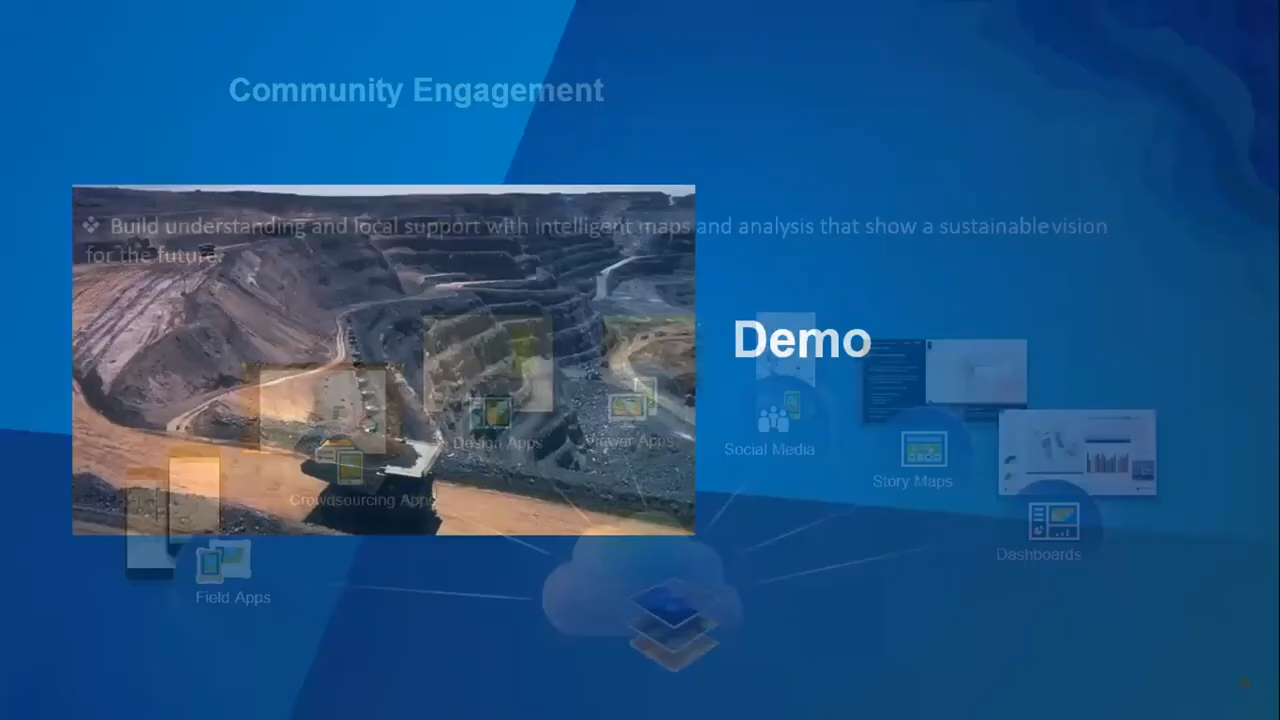 Community Engagement
❖ Build understanding and local support with intelligent maps and analysis that show a sustainable vision
for the future.
Demo
Design Apps
Viewer Apps
Social Media
Story Maps
Crowdsourcing Apps
Dashboards
Field Apps